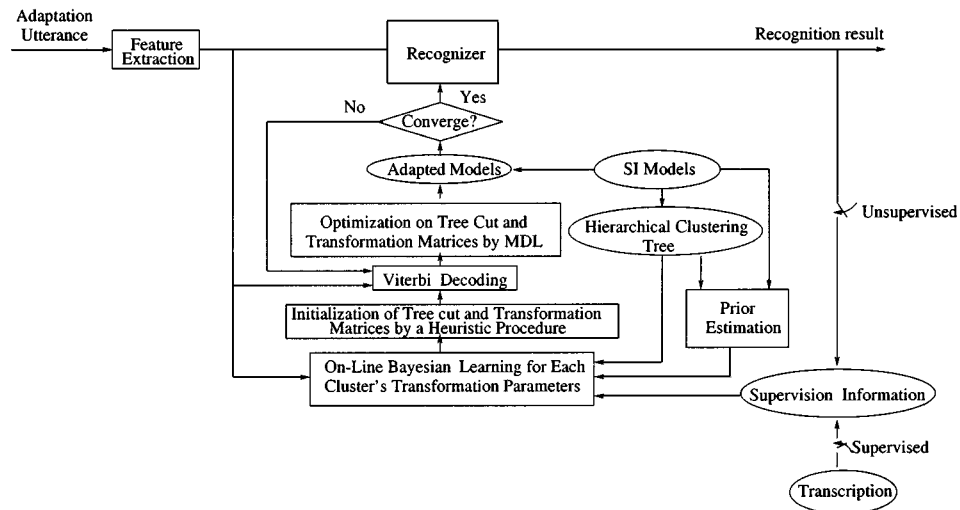 Adaptation
Utterance
Feature
Extraction
Recognizer
Recognition result
No
Yes
Converge?
Adapted Models
SI Models
Optimization on Tree Cut and
Transformation Matrices by MDL
Hierarchical Clustering
Tree
Unsupervised
Viterbi Decoding
Initialization of Tree cut and Transformation
Matrices by a Heuristic Procedure
Prior
Estimation
On-Line Bayesian Learning for Each
Cluster's Transformation Parameters
Supervision Information
Supervised
Transcription